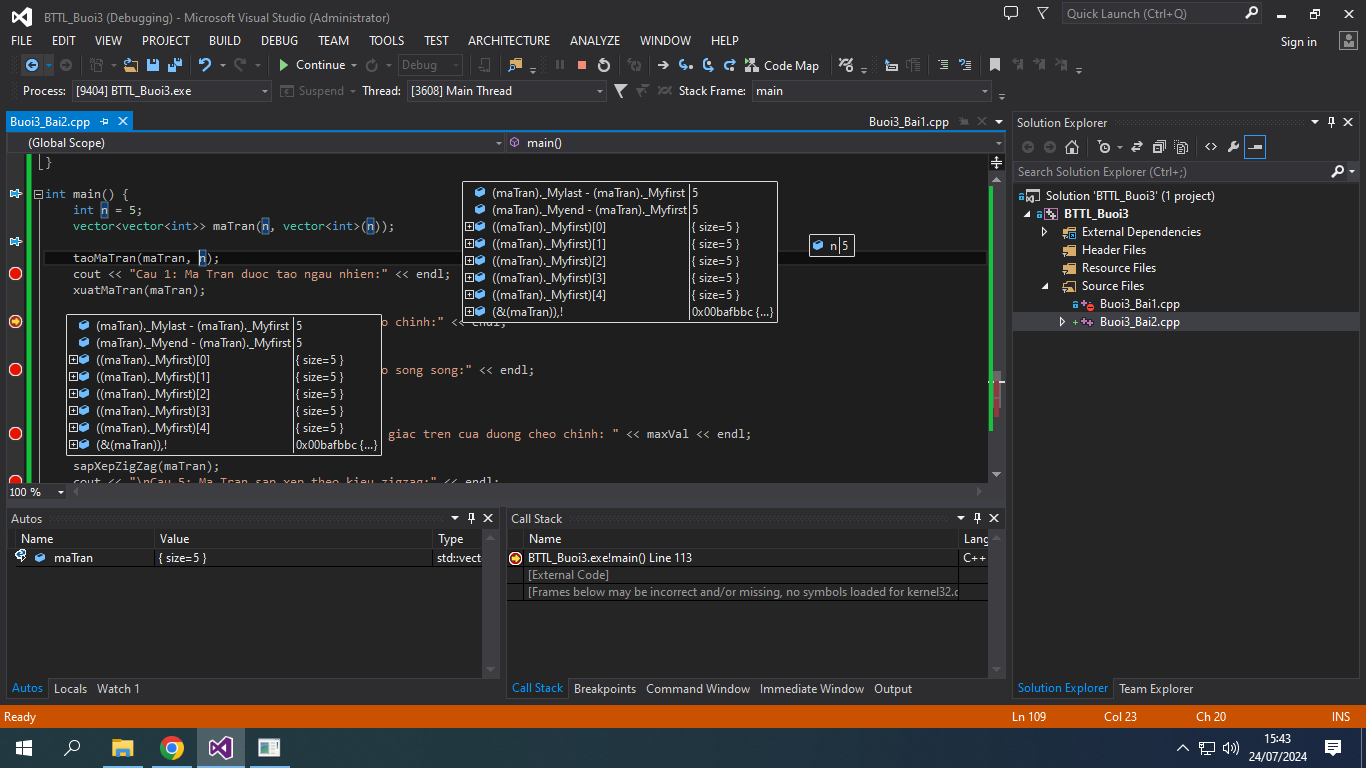 BTTL_Buoi3 (Debugging) - Microsoft Visual Studio (Administrator)
Quick Launch (Ctrl+Q)
FILE EDIT VIEW PROJECT BUILD DEBUG TEAM TOOLS TEST ARCHITECTURE ANALYZE WINDOW HELP
Sign in
Continue Debug Code Map
Process: [9404] BTTL_Buoi3.exe Suspend Thread: [3608] Main Thread Stack Frame: main
Buoi3_Bai2.cpp
Buoi3_Bai1.cpp
(Global Scope)
main()
}
int main() {
int n = 5;
vector<vector<int>> maTran(n, vector<int>(n));
taoMaTran(maTran, n);
cout << "Cau 1: Ma Tran duoc tao ngau nhien:" << endl;
xuatMaTran(maTran);
o chinh:" << endl;
o song song:" << endl;
giac tren cua duong cheo chinh: " << maxVal << endl;
sapXepZigZag(maTran);
cout << "\nCau 5: Ma Tran sap xep theo kieu zigzag:" << endl;
(maTran)._Mylast - (maTran)._Myfirst 5
(maTran)._Myend - (maTran)._Myfirst 5
((maTran)._Myfirst)[0] { size=5 }
((maTran)._Myfirst)[1] { size=5 }
((maTran)._Myfirst)[2] { size=5 }
((maTran)._Myfirst)[3] { size=5 }
((maTran)._Myfirst)[4] { size=5 }
(&(maTran)),! 0x00bafbbc {...}
n 5
(maTran)._Mylast - (maTran)._Myfirst 5
(maTran)._Myend - (maTran)._Myfirst 5
((maTran)._Myfirst)[0] { size=5 }
((maTran)._Myfirst)[1] { size=5 }
((maTran)._Myfirst)[2] { size=5 }
((maTran)._Myfirst)[3] { size=5 }
((maTran)._Myfirst)[4] { size=5 }
(&(maTran)),! 0x00bafbbc {...}
100 %
Solution Explorer
Search Solution Explorer (Ctrl+;)
Solution 'BTTL_Buoi3' (1 project)
BTTL_Buoi3
External Dependencies
Header Files
Resource Files
Source Files
Buoi3_Bai1.cpp
Buoi3_Bai2.cpp
Solution Explorer Team Explorer
Autos
Name Value Type
maTran { size=5 } std::vect
Autos Locals Watch 1
Call Stack
Name Lang
BTTL_Buoi3.exe!main() Line 113 C++
[External Code]
[Frames below may be incorrect and/or missing, no symbols loaded for kernel32.d
Call Stack Breakpoints Command Window Immediate Window Output
Ready
Ln 109 Col 23 Ch 20 INS
15:43
24/07/2024